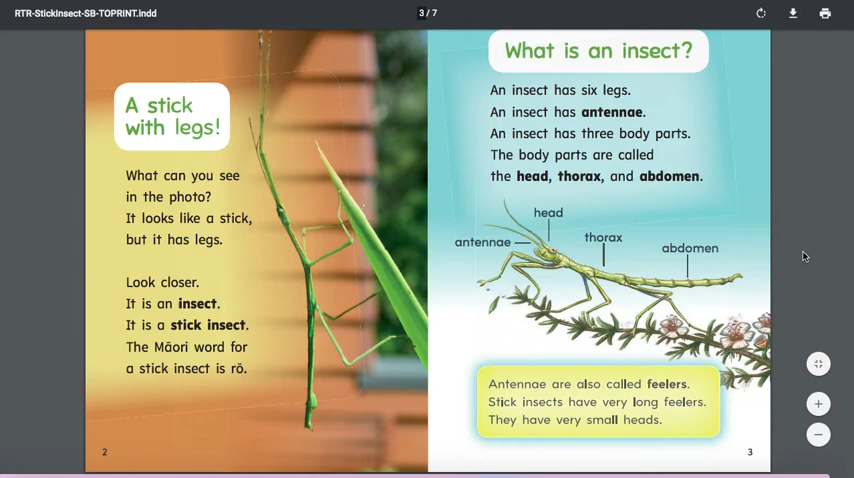 RTR-StickInsect-SB-TOPRINT.indd
3 / 7
A stick
with legs!
What can you see
in the photo?
It looks like a stick,
but it has legs.
Look closer.
It is an insect.
It is a stick insect.
The Māori word for
a stick insect is rō.
2
What is an insect?
An insect has six legs.
An insect has antennae.
An insect has three body parts.
The body parts are called
the head, thorax, and abdomen.
head
antennae
thorax
abdomen
Antennae are also called feelers.
Stick insects have very long feelers.
They have very small heads.
3